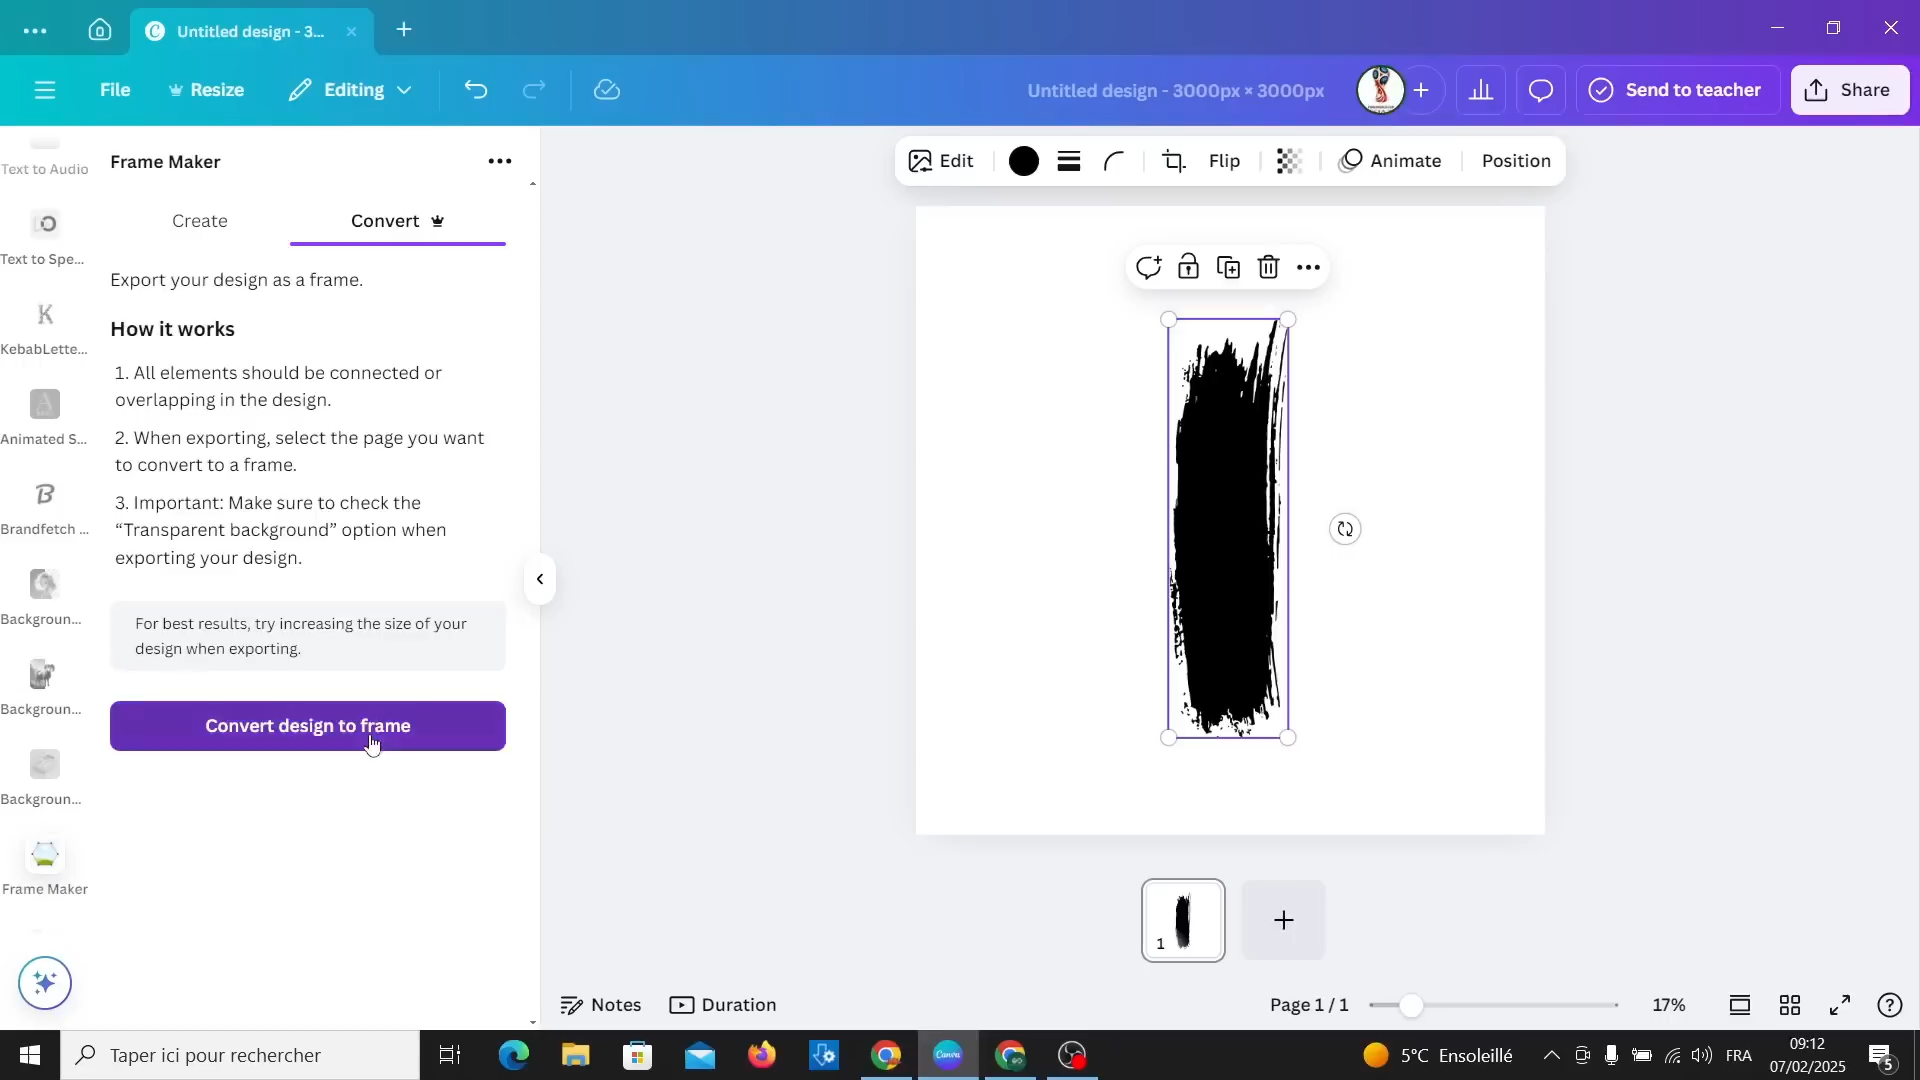 Untitled design - 3...
File
Resize
Editing
Untitled design - 3000px × 3000px
Send to teacher
Share
Text to Audio
Text to Spe...
KebabLette...
Animated S...
Brandfetch ...
Backgroun...
Backgroun...
Backgroun...
Frame Maker
Frame Maker
Create
Convert
Export your design as a frame.
How it works
1. All elements should be connected or
overlapping in the design.
2. When exporting, select the page you want
to convert to a frame.
3. Important: Make sure to check the
“Transparent background” option when
exporting your design.
For best results, try increasing the size of your
design when exporting.
Convert design to frame
Edit
Flip
Animate
Position
1
Notes
Duration
Page 1 / 1
17%
Taper ici pour rechercher
Canva
5°C Ensoleillé
FRA
09:12
07/02/2025
5